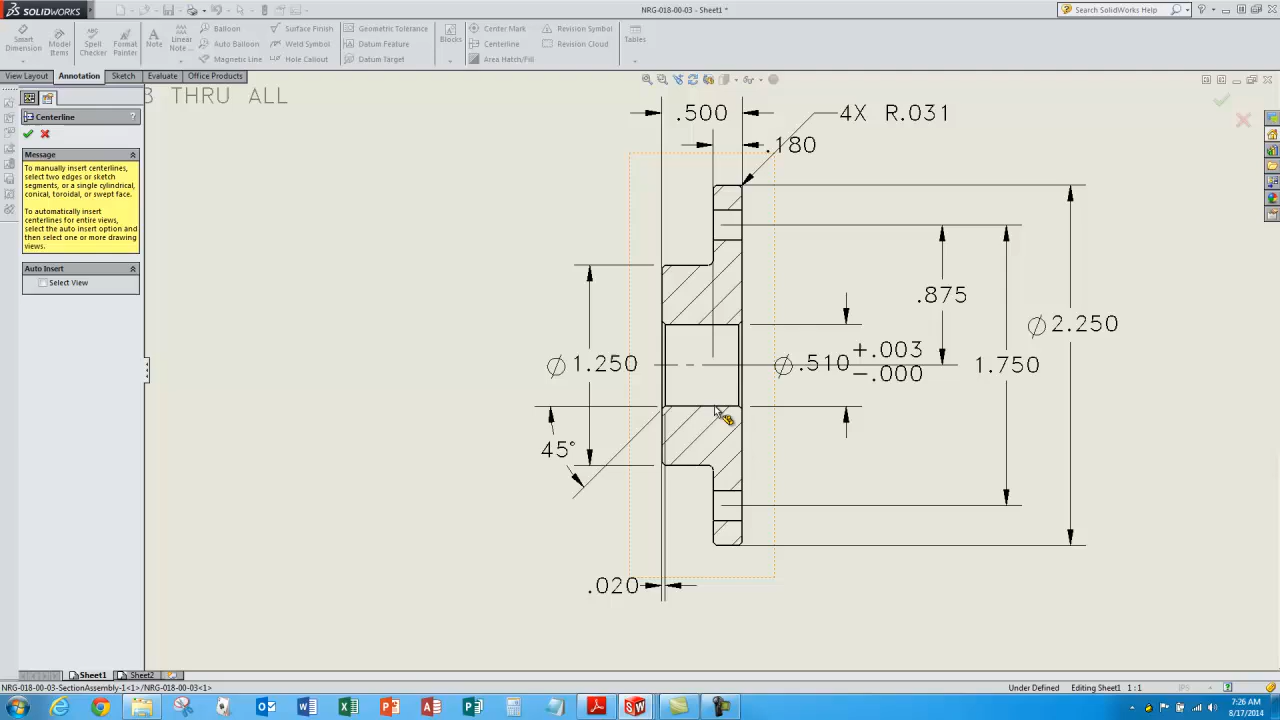 SOLIDWORKS
NRG-018-00-03 - Sheet1 *
Search SolidWorks Help
Smart Dimension
Model Items
Spell Checker
Format Painter
Note
Linear Note...
Balloon
Auto Balloon
Magnetic Line
Surface Finish
Weld Symbol
Hole Callout
Geometric Tolerance
Datum Feature
Datum Target
Blocks
Center Mark
Centerline
Area Hatch/Fill
Revision Symbol
Revision Cloud
Tables
View Layout
Annotation
Sketch
Evaluate
Office Products
THRU ALL
Centerline
?
Message
To manually insert centerlines,
select two edges or sketch
segments, or a single cylindrical,
conical, toroidal, or swept face.
To automatically insert
centerlines for entire views,
select the auto insert option and
then select one or more drawing
views.
Auto Insert
Select View
.500
4X R.031
.180
.875
∅2.250
∅1.250
∅.510 +.003
-.000
1.750
45°
.020
Sheet1
Sheet2
NRG-018-00-03-SectionAssembly-1<1>/NRG-018-00-03<1>
Under Defined
Editing Sheet1
1 : 1
IPS
7:26 AM
8/17/2014